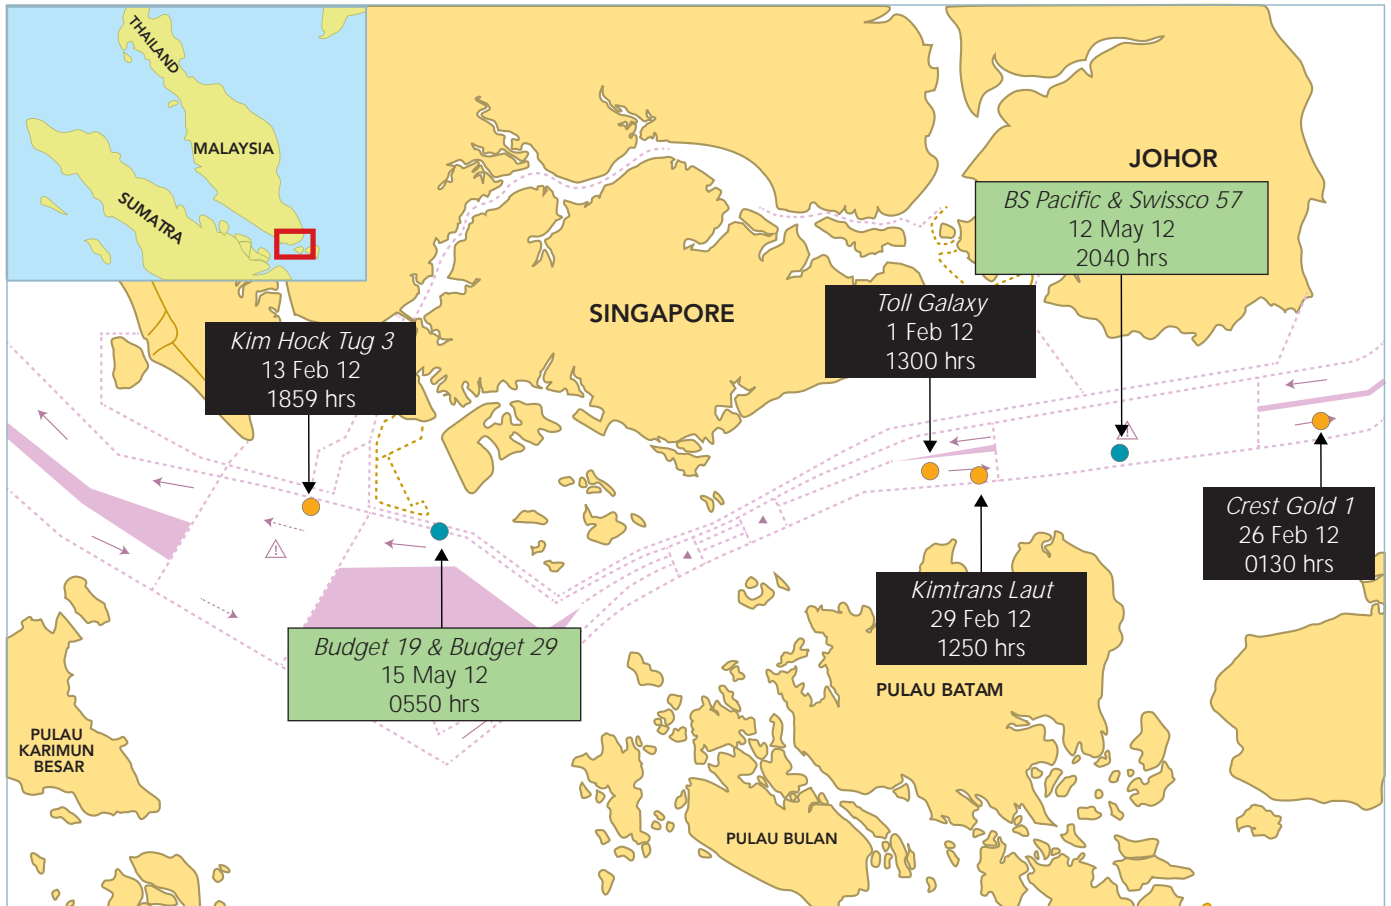 THAILAND
MALAYSIA
SUMATRA
JOHOR
BS Pacific & Swissco 57
12 May 12
2040 hrs
SINGAPORE
Toll Galaxy
1 Feb 12
1300 hrs
Kim Hock Tug 3
13 Feb 12
1859 hrs
Crest Gold 1
26 Feb 12
0130 hrs
Kimtrans Laut
29 Feb 12
1250 hrs
Budget 19 & Budget 29
15 May 12
0550 hrs
PULAU BATAM
PULAU
KARIMUN
BESAR
PULAU BULAN